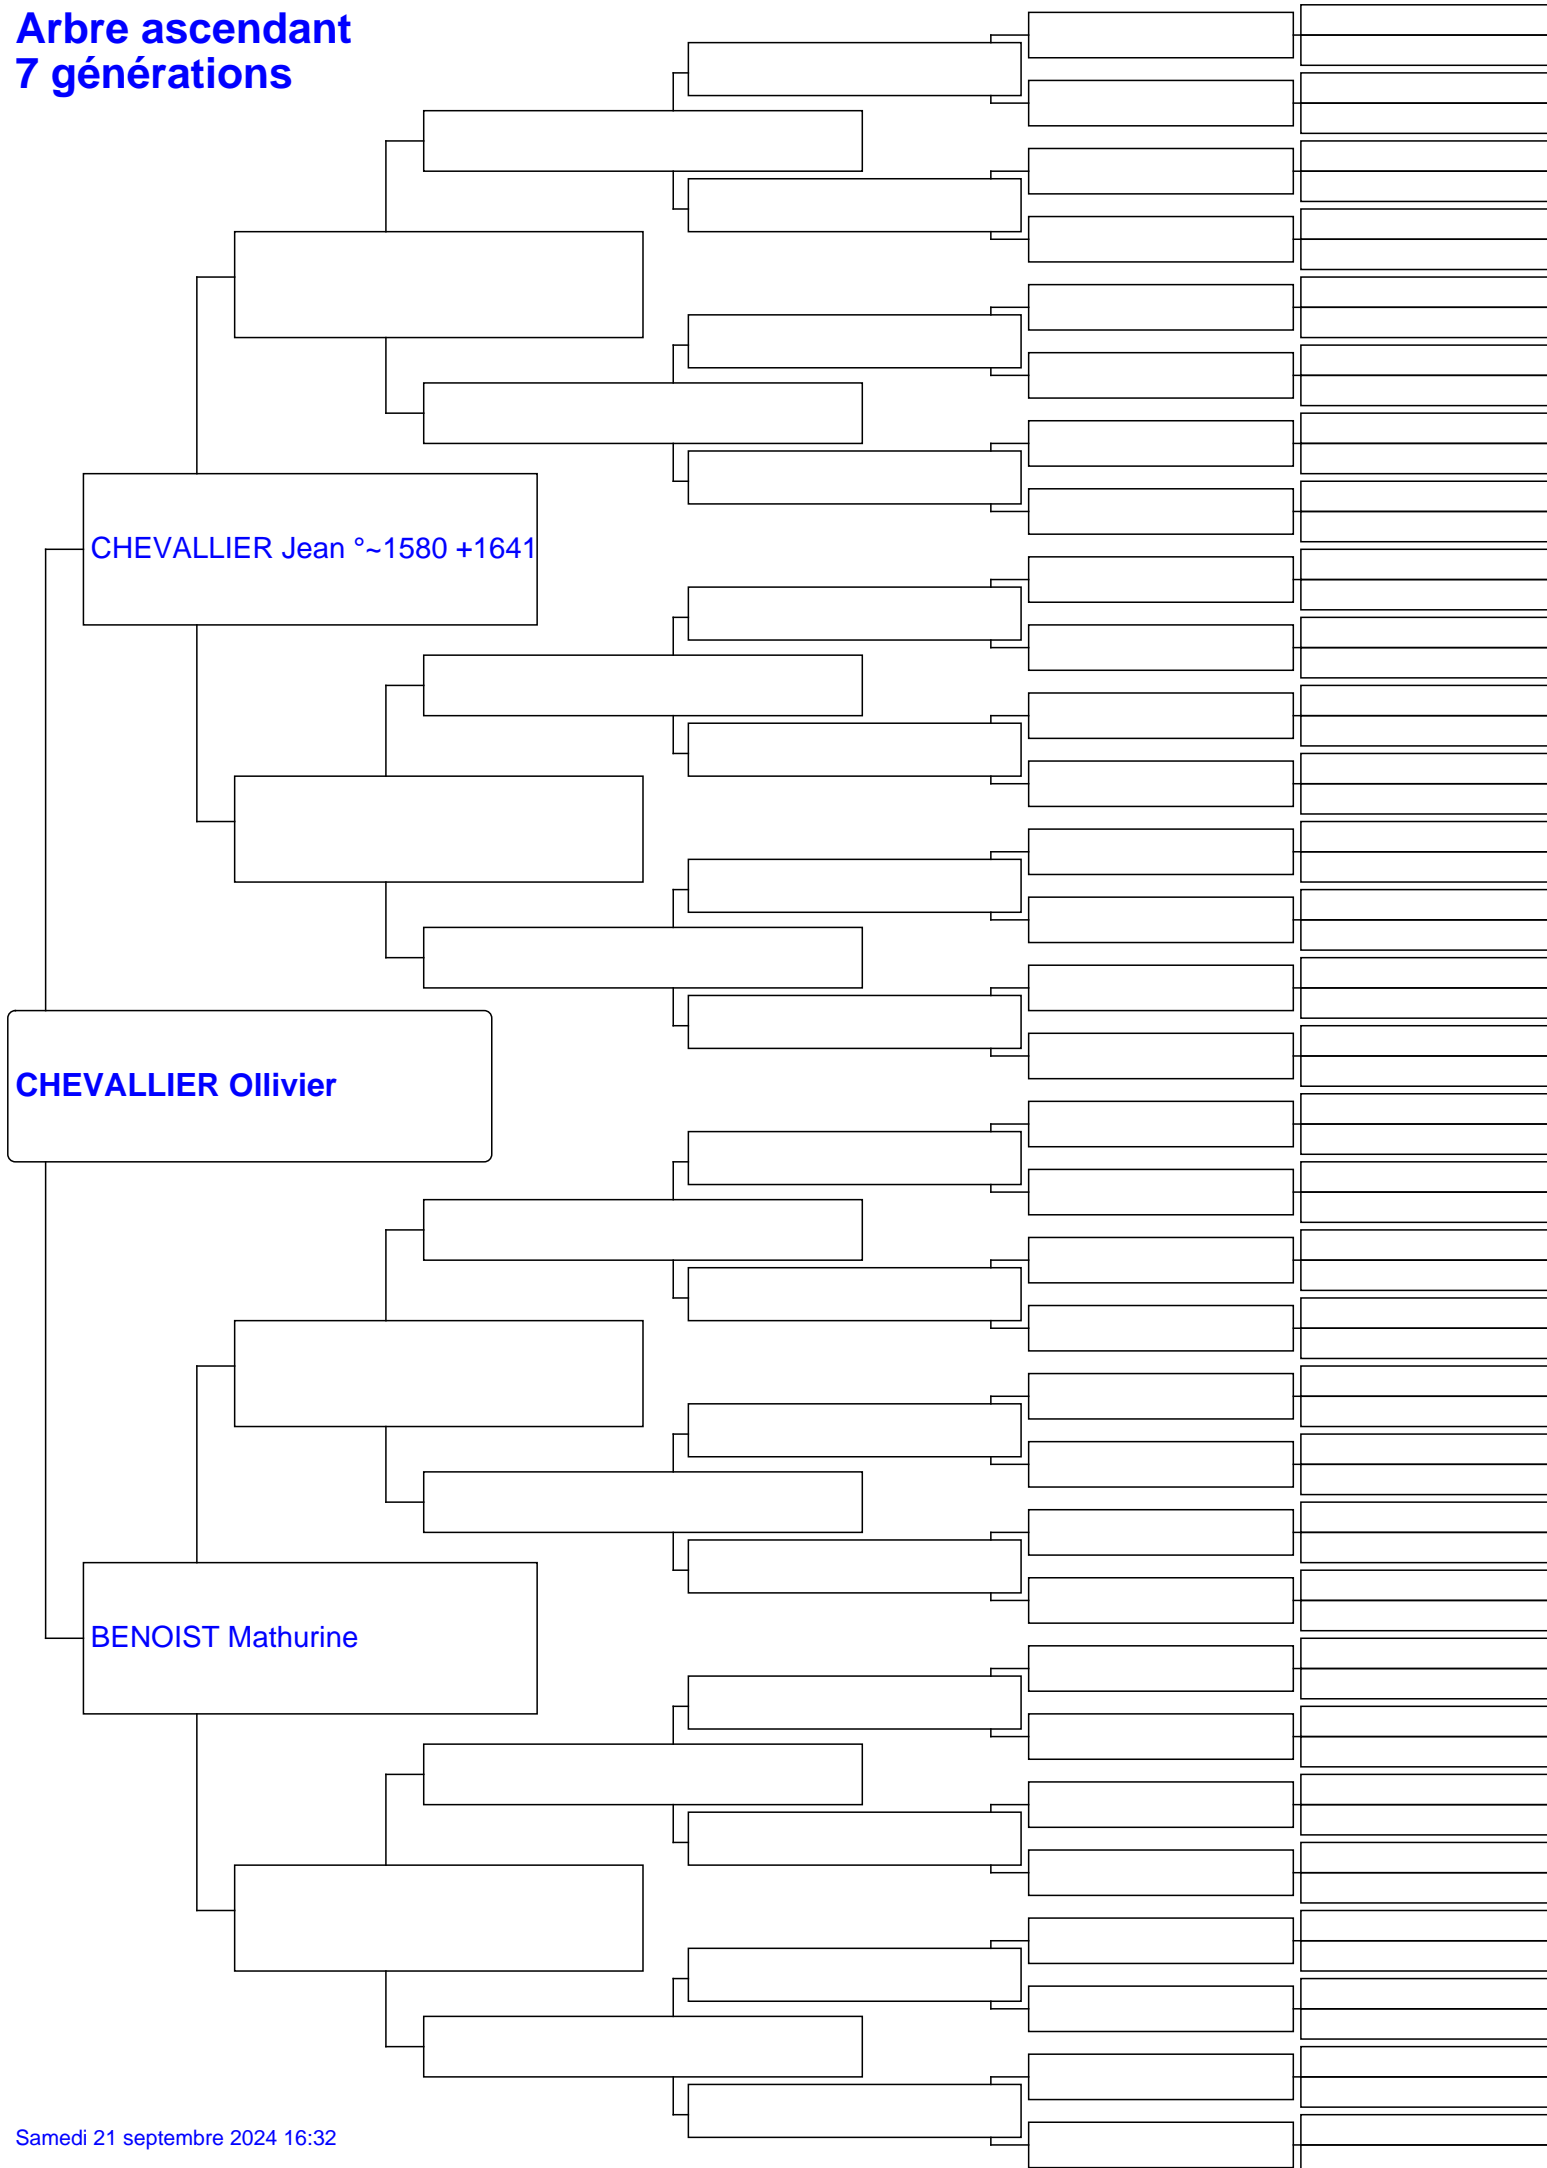 Arbre ascendant
7 générations
CHEVALLIER Jean °~1580 +1641
CHEVALLIER Ollivier
BENOIST Mathurine
Samedi 21 septembre 2024 16:32